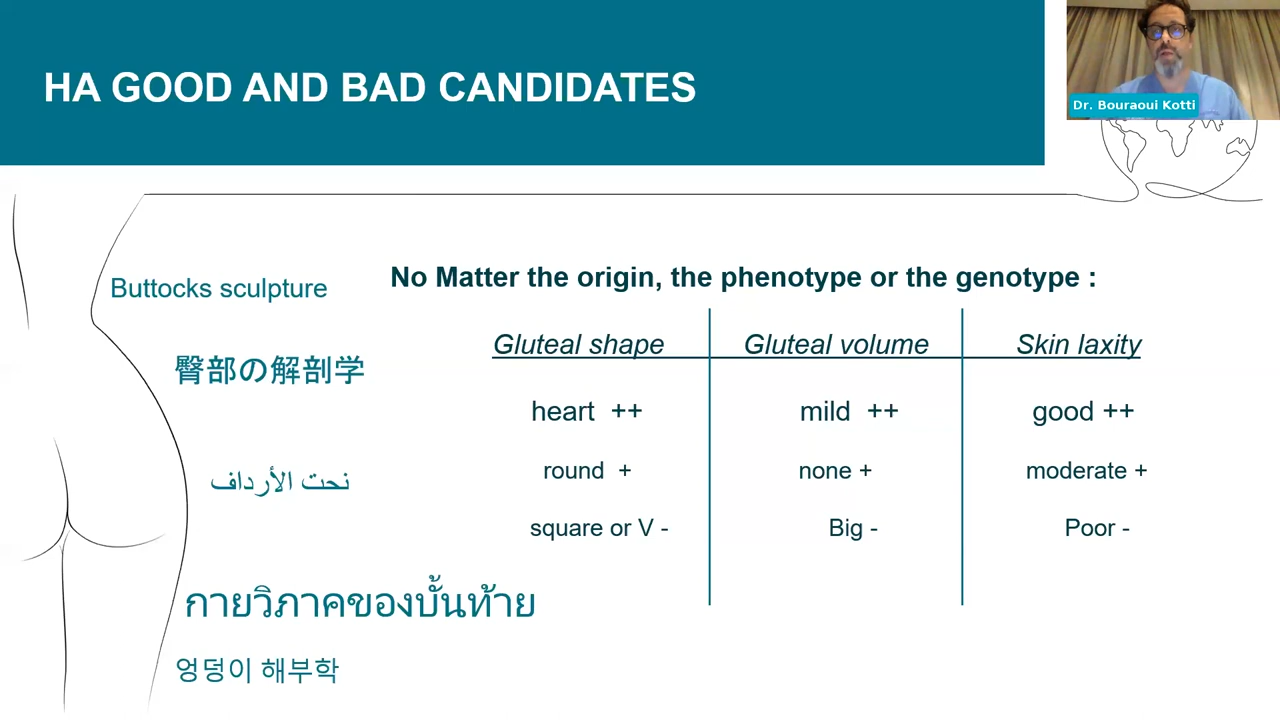 HA GOOD AND BAD CANDIDATES
Dr. Bouraoui Kotti
Buttocks sculpture
臀部の解剖学
نحت الأرداف
กายวิภาคของบั้นท้าย
엉덩이 해부학
No Matter the origin, the phenotype or the genotype :
Gluteal shape Gluteal volume Skin laxity
heart ++ mild ++ good ++
round + none + moderate +
square or V - Big - Poor -